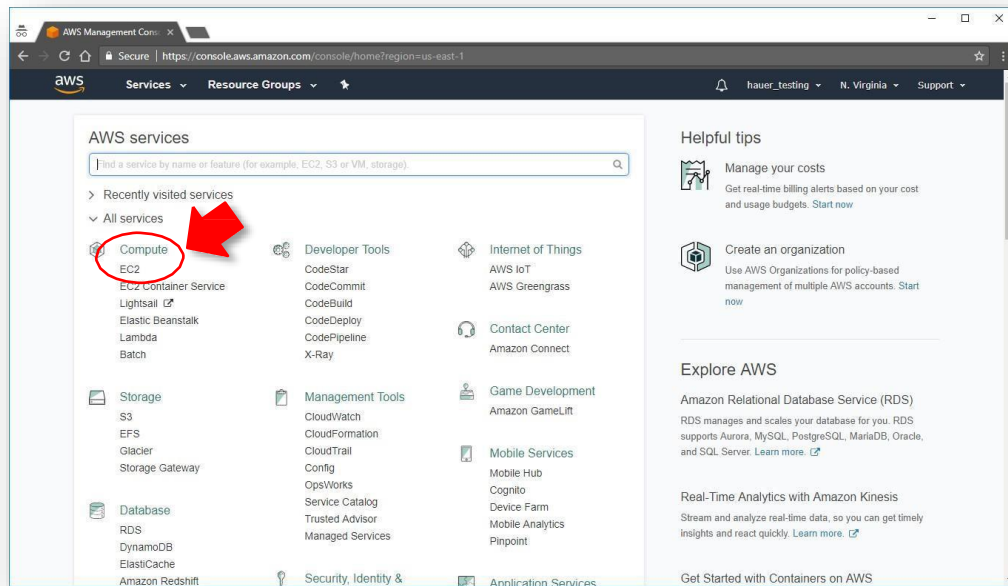 AWS Management Cons
Secure | https://console.aws.amazon.com/console/home?region=us-east-1
aws
Services
Resource Groups
hauer_testing
N. Virginia
Support
AWS services
Find a service by name or feature (for example, EC2, S3 or VM, storage).
Recently visited services
All services
Compute
EC2
EC2 Container Service
Lightsail
Elastic Beanstalk
Lambda
Batch
Storage
S3
EFS
Glacier
Storage Gateway
Database
RDS
DynamoDB
ElastiCache
Amazon Redshift
Developer Tools
CodeStar
CodeCommit
CodeBuild
CodeDeploy
CodePipeline
X-Ray
Management Tools
CloudWatch
CloudFormation
CloudTrail
Config
OpsWorks
Service Catalog
Trusted Advisor
Managed Services
Security, Identity &
Internet of Things
AWS IoT
AWS Greengrass
Contact Center
Amazon Connect
Game Development
Amazon GameLift
Mobile Services
Mobile Hub
Cognito
Device Farm
Mobile Analytics
Pinpoint
Application Services
Helpful tips
Manage your costs
Get real-time billing alerts based on your cost
and usage budgets. Start now
Create an organization
Use AWS Organizations for policy-based
management of multiple AWS accounts. Start
now
Explore AWS
Amazon Relational Database Service (RDS)
RDS manages and scales your database for you. RDS
supports Aurora, MySQL, PostgreSQL, MariaDB, Oracle,
and SQL Server. Learn more.
Real-Time Analytics with Amazon Kinesis
Stream and analyze real-time data, so you can get timely
insights and react quickly. Learn more.
Get Started with Containers on AWS